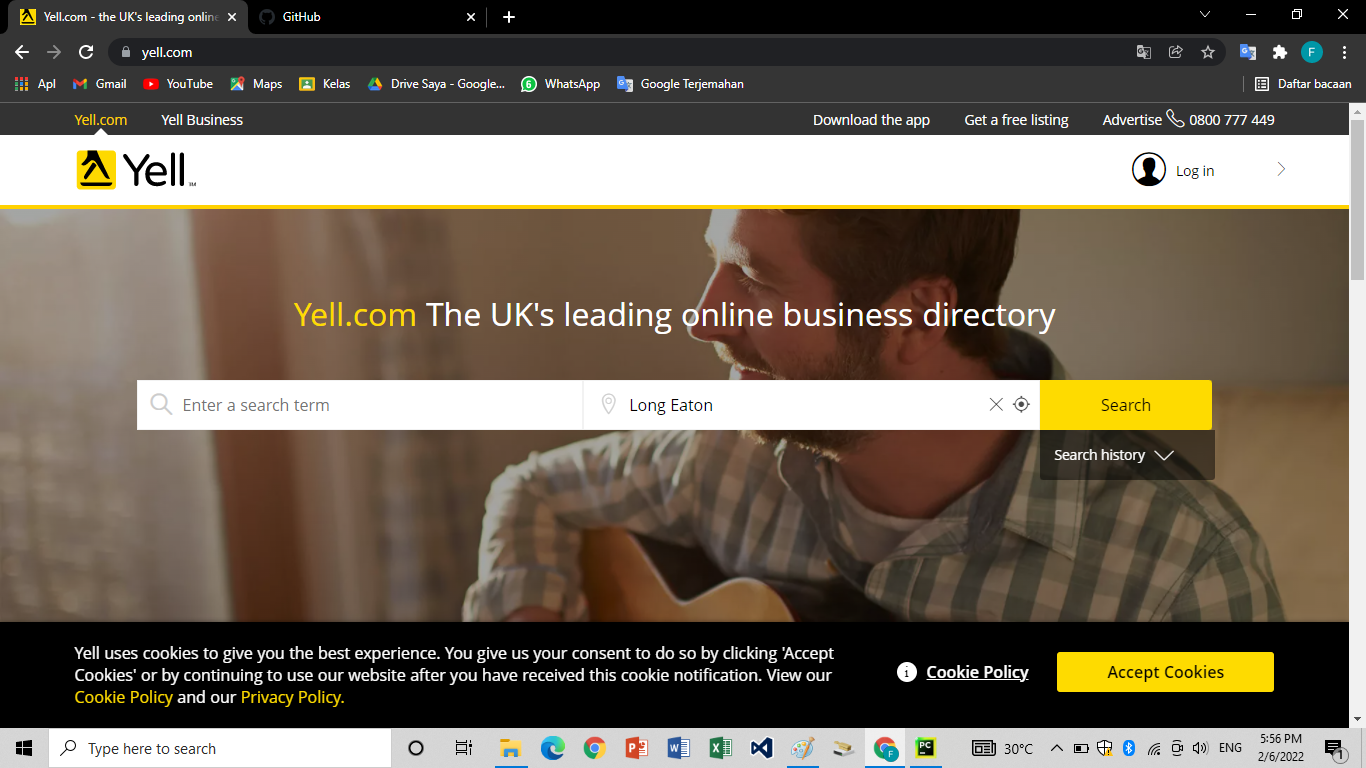 Yell.com - the UK's leading online
GitHub
yell.com
F
Apl
Gmail
YouTube
Maps
Kelas
Drive Saya - Google...
6
WhatsApp
Google Terjemahan
Daftar bacaan
Yell.com
Yell Business
Download the app
Get a free listing
Advertise
0800 777 449
Yell
TM
Log in
Yell.com The UK's leading online business directory
Enter a search term
Long Eaton
Search
Search history
Yell uses cookies to give you the best experience. You give us your consent to do so by clicking 'Accept
Cookies' or by continuing to use our website after you have received this cookie notification. View our
Cookie Policy and our Privacy Policy.
i
Cookie Policy
Accept Cookies
Type here to search
F
PC
30°C
ENG
5:56 PM
2/6/2022
1